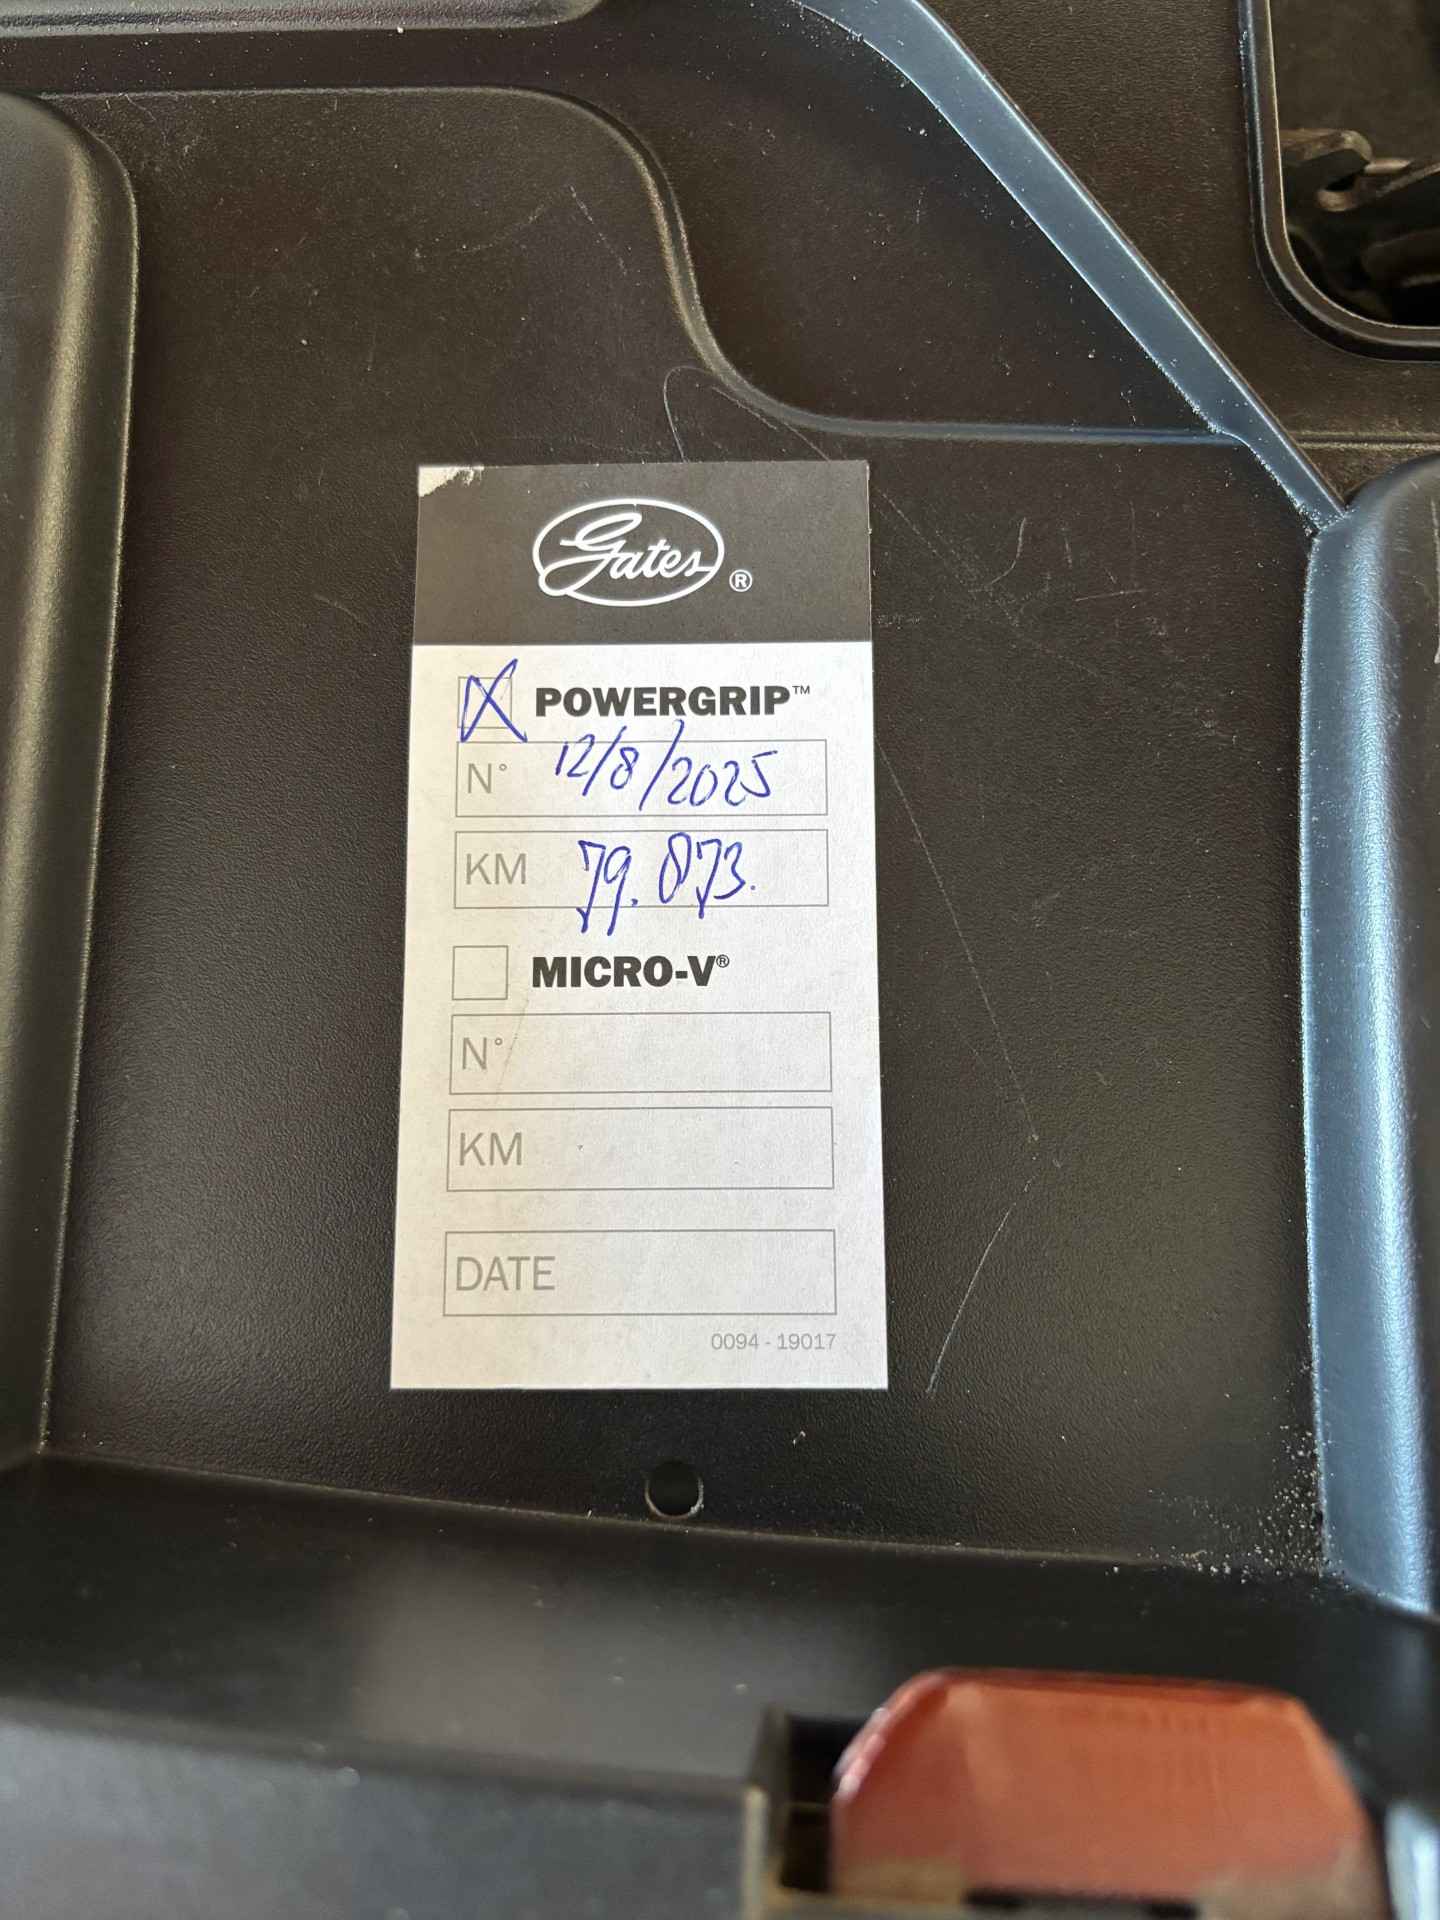 Gates ®
X POWERGRIP™
N° 12/8/2025
KM 79.873.
MICRO-V®
N°
KM
DATE
0094 - 19017